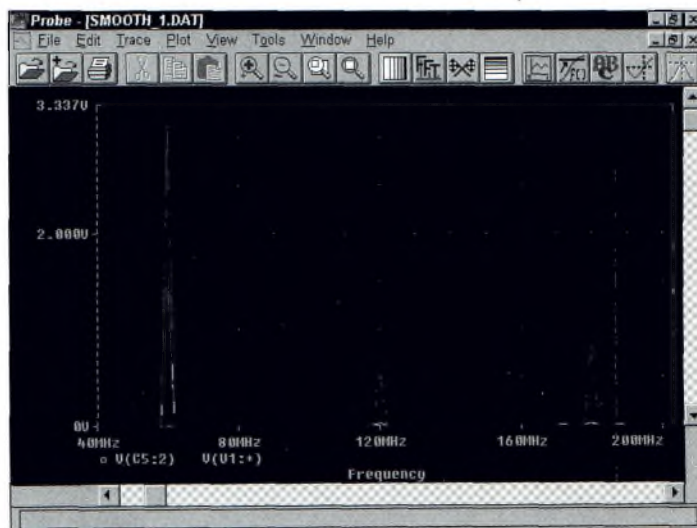 Probe - [SMOOTH_1.DAT]
File Edit Trace Plot View Tools Window Help
FFT
3.337V
2.000V
0V
40MHz 80MHz 120MHz 160MHz 200MHz
V(C5:2) V(V1:+)
Frequency